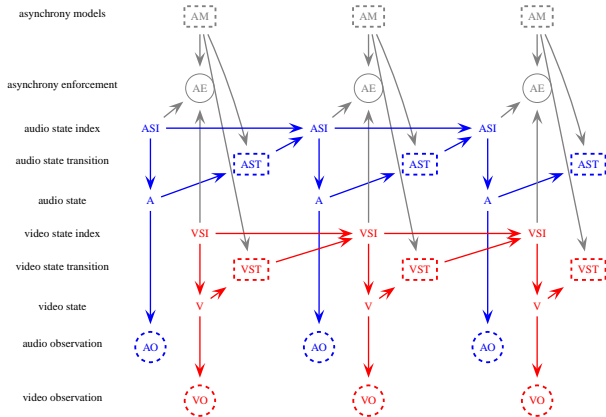 asynchrony models AM AM AM
asynchrony enforcement AE AE AE
audio state index ASI ASI ASI
audio state transition AST AST AST
audio state A A A
video state index VSI VSI VSI
video state transition VST VST VST
video state V V V
audio observation AO AO AO
video observation VO VO VO